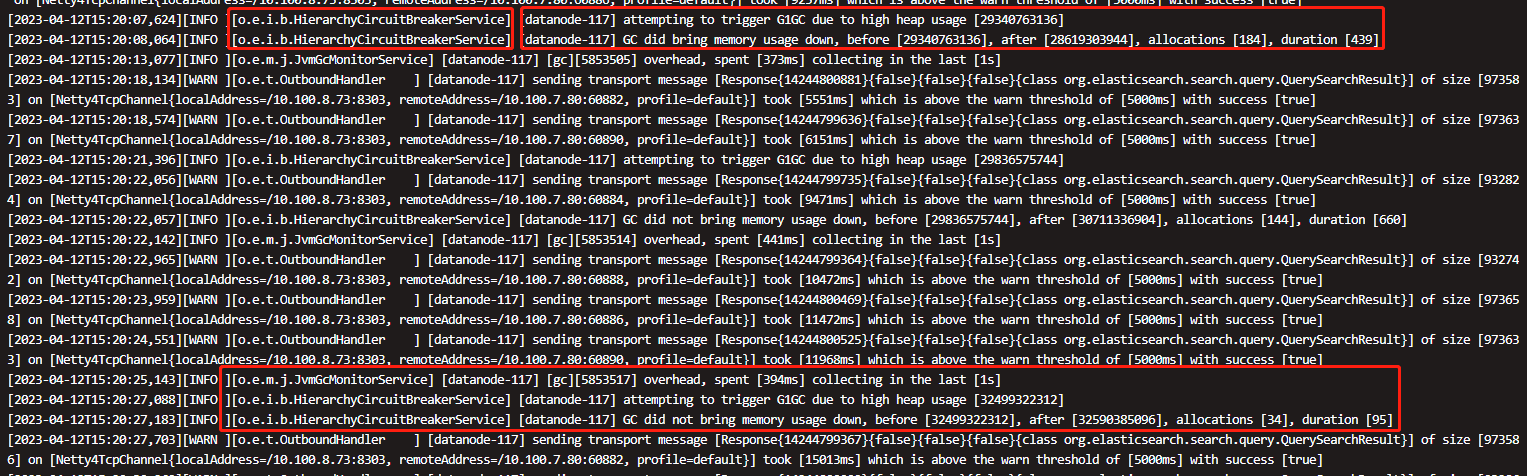 [2023-04-12T15:20:07,624][INFO ][o.e.i.b.HierarchyCircuitBreakerService] [datanode-117] attempting to trigger G1GC due to high heap usage [29340763136]
[2023-04-12T15:20:08,064][INFO ][o.e.i.b.HierarchyCircuitBreakerService] [datanode-117] GC did bring memory usage down, before [29340763136], after [28619303944], allocations [184], duration [439]
[2023-04-12T15:20:13,077][INFO ][o.e.m.j.JvmGcMonitorService] [datanode-117] [gc][5853505] overhead, spent [373ms] collecting in the last [1s]
[2023-04-12T15:20:18,134][WARN ][o.e.t.OutboundHandler    ] [datanode-117] sending transport message [Response{14244800881}{false}{false}{false}{class org.elasticsearch.search.query.QuerySearchResult}] of size [97358
3] on [Netty4TcpChannel{localAddress=/10.100.8.73:8303, remoteAddress=/10.100.7.80:60882, profile=default}] took [5551ms] which is above the warn threshold of [5000ms] with success [true]
[2023-04-12T15:20:18,574][WARN ][o.e.t.OutboundHandler    ] [datanode-117] sending transport message [Response{14244799636}{false}{false}{false}{class org.elasticsearch.search.query.QuerySearchResult}] of size [97363
7] on [Netty4TcpChannel{localAddress=/10.100.8.73:8303, remoteAddress=/10.100.7.80:60890, profile=default}] took [6151ms] which is above the warn threshold of [5000ms] with success [true]
[2023-04-12T15:20:21,396][INFO ][o.e.i.b.HierarchyCircuitBreakerService] [datanode-117] attempting to trigger G1GC due to high heap usage [29836575744]
[2023-04-12T15:20:22,056][WARN ][o.e.t.OutboundHandler    ] [datanode-117] sending transport message [Response{14244799735}{false}{false}{false}{class org.elasticsearch.search.query.QuerySearchResult}] of size [93282
4] on [Netty4TcpChannel{localAddress=/10.100.8.73:8303, remoteAddress=/10.100.7.80:60884, profile=default}] took [9471ms] which is above the warn threshold of [5000ms] with success [true]
[2023-04-12T15:20:22,057][INFO ][o.e.i.b.HierarchyCircuitBreakerService] [datanode-117] GC did not bring memory usage down, before [29836575744], after [30711336904], allocations [144], duration [660]
[2023-04-12T15:20:22,142][INFO ][o.e.m.j.JvmGcMonitorService] [datanode-117] [gc][5853514] overhead, spent [441ms] collecting in the last [1s]
[2023-04-12T15:20:22,965][WARN ][o.e.t.OutboundHandler    ] [datanode-117] sending transport message [Response{14244799364}{false}{false}{false}{class org.elasticsearch.search.query.QuerySearchResult}] of size [93274
2] on [Netty4TcpChannel{localAddress=/10.100.8.73:8303, remoteAddress=/10.100.7.80:60888, profile=default}] took [10472ms] which is above the warn threshold of [5000ms] with success [true]
[2023-04-12T15:20:23,959][WARN ][o.e.t.OutboundHandler    ] [datanode-117] sending transport message [Response{14244800469}{false}{false}{false}{class org.elasticsearch.search.query.QuerySearchResult}] of size [97365
8] on [Netty4TcpChannel{localAddress=/10.100.8.73:8303, remoteAddress=/10.100.7.80:60886, profile=default}] took [11472ms] which is above the warn threshold of [5000ms] with success [true]
[2023-04-12T15:20:24,551][WARN ][o.e.t.OutboundHandler    ] [datanode-117] sending transport message [Response{14244800525}{false}{false}{false}{class org.elasticsearch.search.query.QuerySearchResult}] of size [97363
3] on [Netty4TcpChannel{localAddress=/10.100.8.73:8303, remoteAddress=/10.100.7.80:60890, profile=default}] took [11968ms] which is above the warn threshold of [5000ms] with success [true]
[2023-04-12T15:20:25,143][INFO ][o.e.m.j.JvmGcMonitorService] [datanode-117] [gc][5853517] overhead, spent [394ms] collecting in the last [1s]
[2023-04-12T15:20:27,088][INFO ][o.e.i.b.HierarchyCircuitBreakerService] [datanode-117] attempting to trigger G1GC due to high heap usage [32499322312]
[2023-04-12T15:20:27,183][INFO ][o.e.i.b.HierarchyCircuitBreakerService] [datanode-117] GC did not bring memory usage down, before [32499322312], after [32590385096], allocations [34], duration [95]
[2023-04-12T15:20:27,703][WARN ][o.e.t.OutboundHandler    ] [datanode-117] sending transport message [Response{14244799367}{false}{false}{false}{class org.elasticsearch.search.query.QuerySearchResult}] of size [97358
6] on [Netty4TcpChannel{localAddress=/10.100.8.73:8303, remoteAddress=/10.100.7.80:60882, profile=default}] took [15013ms] which is above the warn threshold of [5000ms] with success [true]